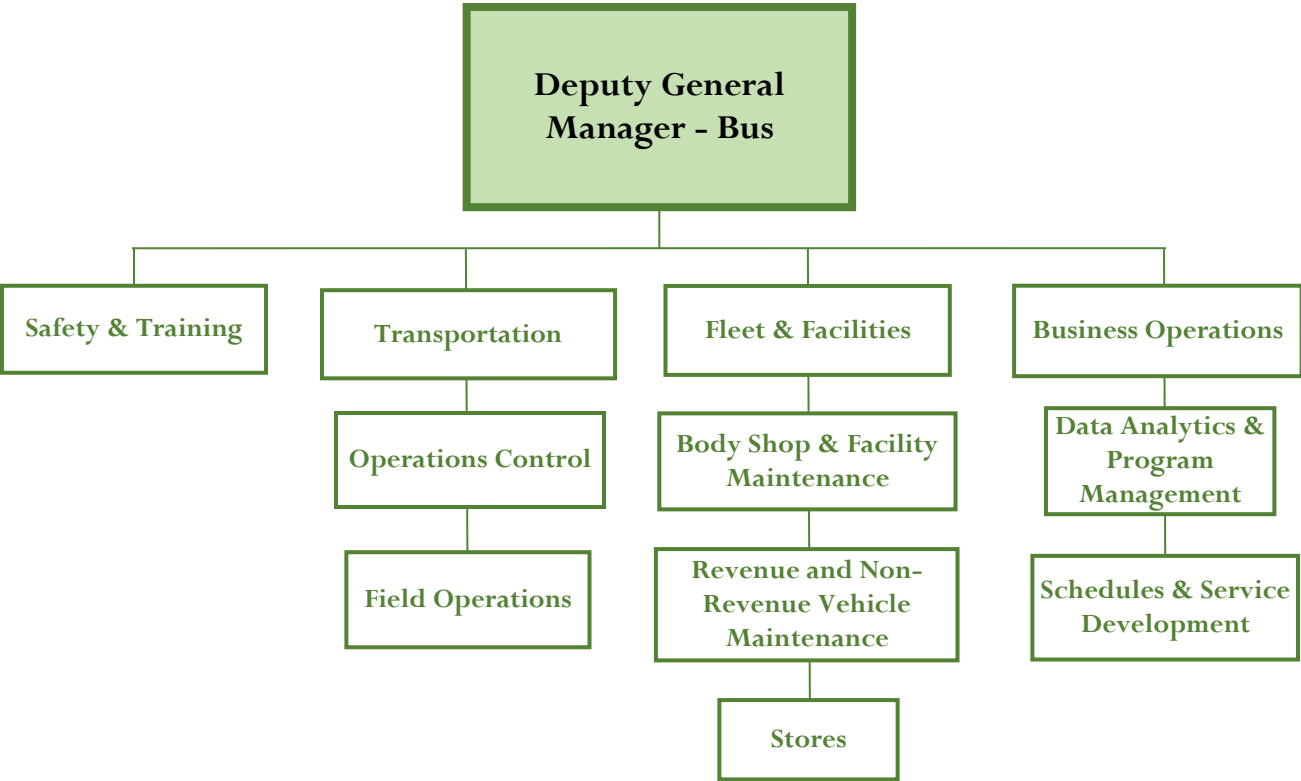 Deputy General
Manager - Bus
Safety & Training
Transportation
Fleet & Facilities
Business Operations
Operations Control
Body Shop & Facility
Maintenance
Data Analytics &
Program
Management
Field Operations
Revenue and Non-
Revenue Vehicle
Maintenance
Schedules & Service
Development
Stores